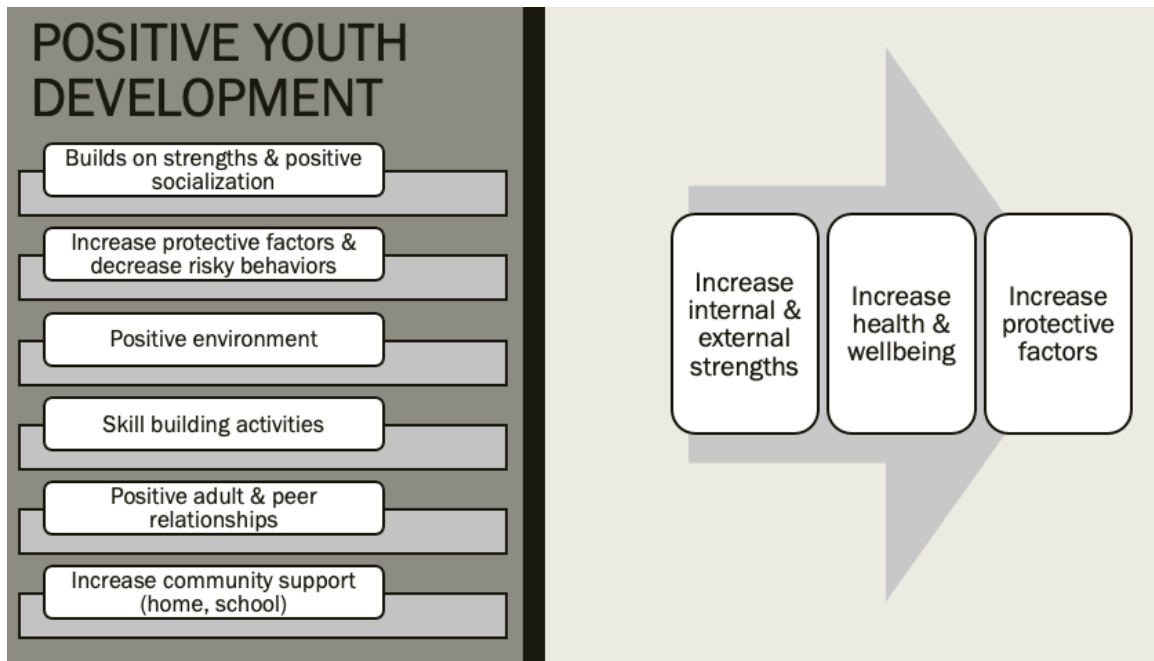 POSITIVE YOUTH
DEVELOPMENT
Builds on strengths & positive
socialization
Increase protective factors &
decrease risky behaviors
Positive environment
Skill building activities
Positive adult & peer
relationships
Increase community support
(home, school)
Increase
internal &
external
strengths
Increase
health &
wellbeing
Increase
protective
factors